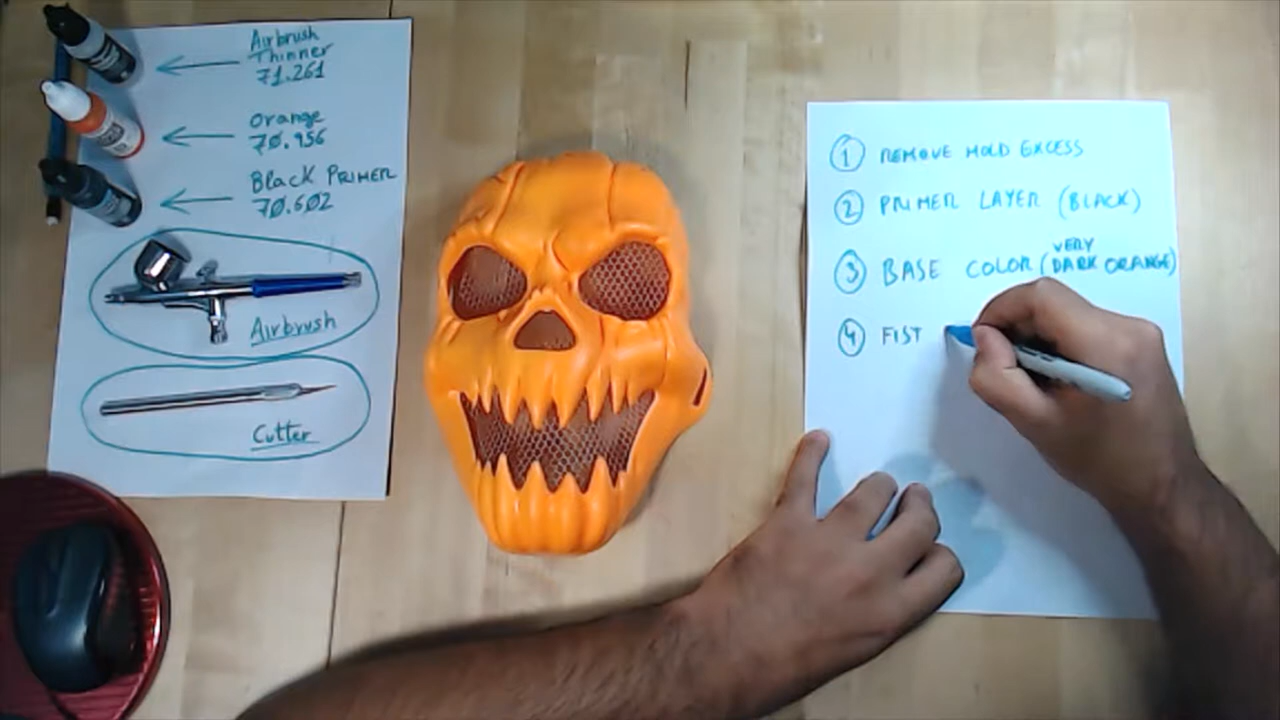 Airbrush
Thinner
71.261
Orange
70.956
Black PRIMER
70.602
Airbrush
Cutter
1 REMOVE MOLD EXCESS
2 PRIMER LAYER (BLACK)
3 BASE COLOR (VERY
DARK ORANGE)
4 FIST